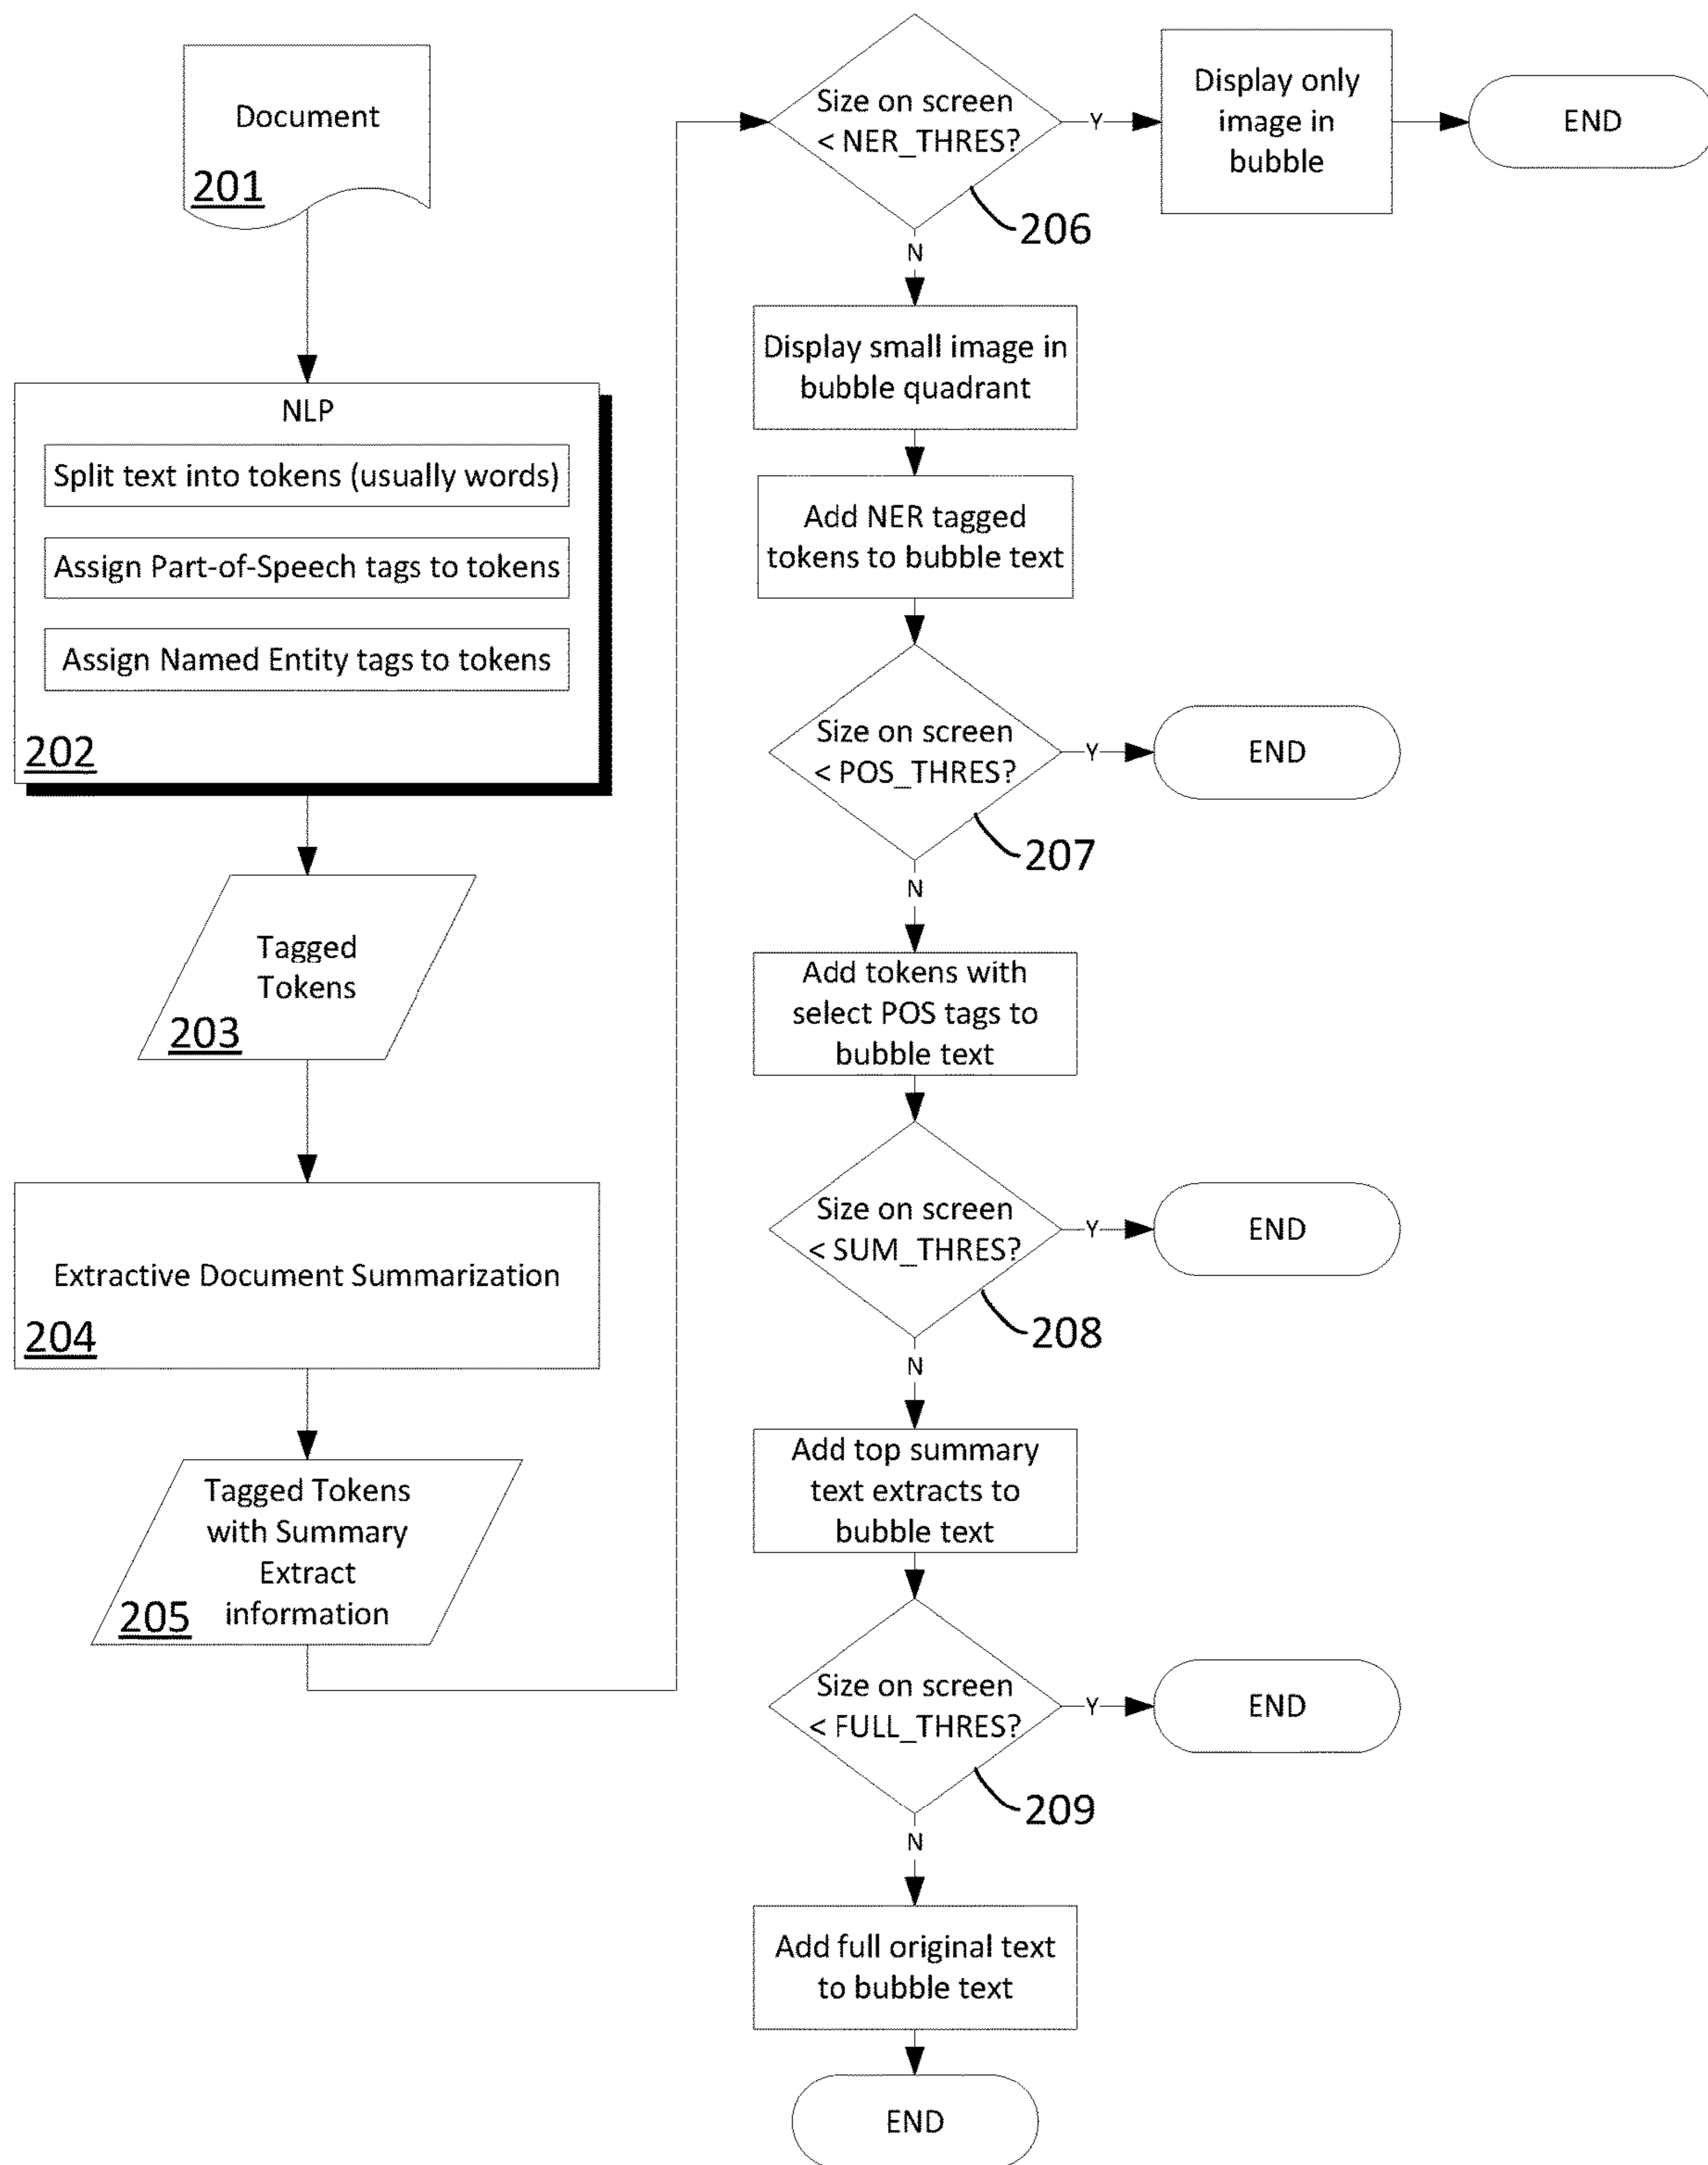 Document
201
NLP
Split text into tokens (usually words)
Assign Part-of-Speech tags to tokens
Assign Named Entity tags to tokens
202
Tagged
Tokens
203
Extractive Document Summarization
204
Tagged Tokens
with Summary
Extract
information
205
Size on screen
< NER_THRES?
206
Y
Display only
image in
bubble
END
N
Display small image in
bubble quadrant
Add NER tagged
tokens to bubble text
Size on screen
< POS_THRES?
207
Y
END
N
Add tokens with
select POS tags to
bubble text
Size on screen
< SUM_THRES?
208
Y
END
N
Add top summary
text extracts to
bubble text
Size on screen
< FULL_THRES?
209
Y
END
N
Add full original text
to bubble text
END